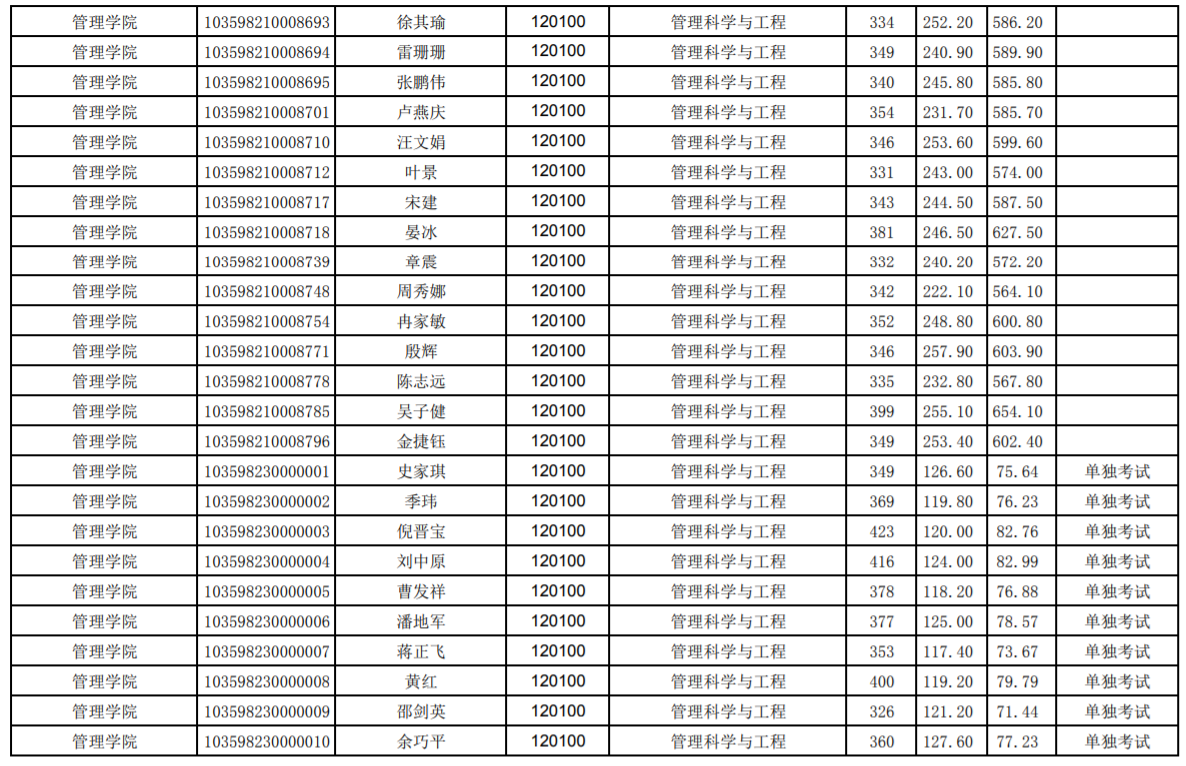 管理学院 103598210008693 徐其瑜 120100 管理科学与工程 334 252.20 586.20
管理学院 103598210008694 雷珊珊 120100 管理科学与工程 349 240.90 589.90
管理学院 103598210008695 张鹏伟 120100 管理科学与工程 340 245.80 585.80
管理学院 103598210008701 卢燕庆 120100 管理科学与工程 354 231.70 585.70
管理学院 103598210008710 汪文娟 120100 管理科学与工程 346 253.60 599.60
管理学院 103598210008712 叶景 120100 管理科学与工程 331 243.00 574.00
管理学院 103598210008717 宋建 120100 管理科学与工程 343 244.50 587.50
管理学院 103598210008718 晏冰 120100 管理科学与工程 381 246.50 627.50
管理学院 103598210008739 章震 120100 管理科学与工程 332 240.20 572.20
管理学院 103598210008748 周秀娜 120100 管理科学与工程 342 222.10 564.10
管理学院 103598210008754 冉家敏 120100 管理科学与工程 352 248.80 600.80
管理学院 103598210008771 殷辉 120100 管理科学与工程 346 257.90 603.90
管理学院 103598210008778 陈志远 120100 管理科学与工程 335 232.80 567.80
管理学院 103598210008785 吴子健 120100 管理科学与工程 399 255.10 654.10
管理学院 103598210008796 金捷钰 120100 管理科学与工程 349 253.40 602.40
管理学院 103598230000001 史家琪 120100 管理科学与工程 349 126.60 75.64 单独考试
管理学院 103598230000002 季玮 120100 管理科学与工程 369 119.80 76.23 单独考试
管理学院 103598230000003 倪晋宝 120100 管理科学与工程 423 120.00 82.76 单独考试
管理学院 103598230000004 刘中原 120100 管理科学与工程 416 124.00 82.99 单独考试
管理学院 103598230000005 曹发祥 120100 管理科学与工程 378 118.20 76.88 单独考试
管理学院 103598230000006 潘地军 120100 管理科学与工程 377 125.00 78.57 单独考试
管理学院 103598230000007 蒋正飞 120100 管理科学与工程 353 117.40 73.67 单独考试
管理学院 103598230000008 黄红 120100 管理科学与工程 400 119.20 79.79 单独考试
管理学院 103598230000009 邵剑英 120100 管理科学与工程 326 121.20 71.44 单独考试
管理学院 103598230000010 余巧平 120100 管理科学与工程 360 127.60 77.23 单独考试